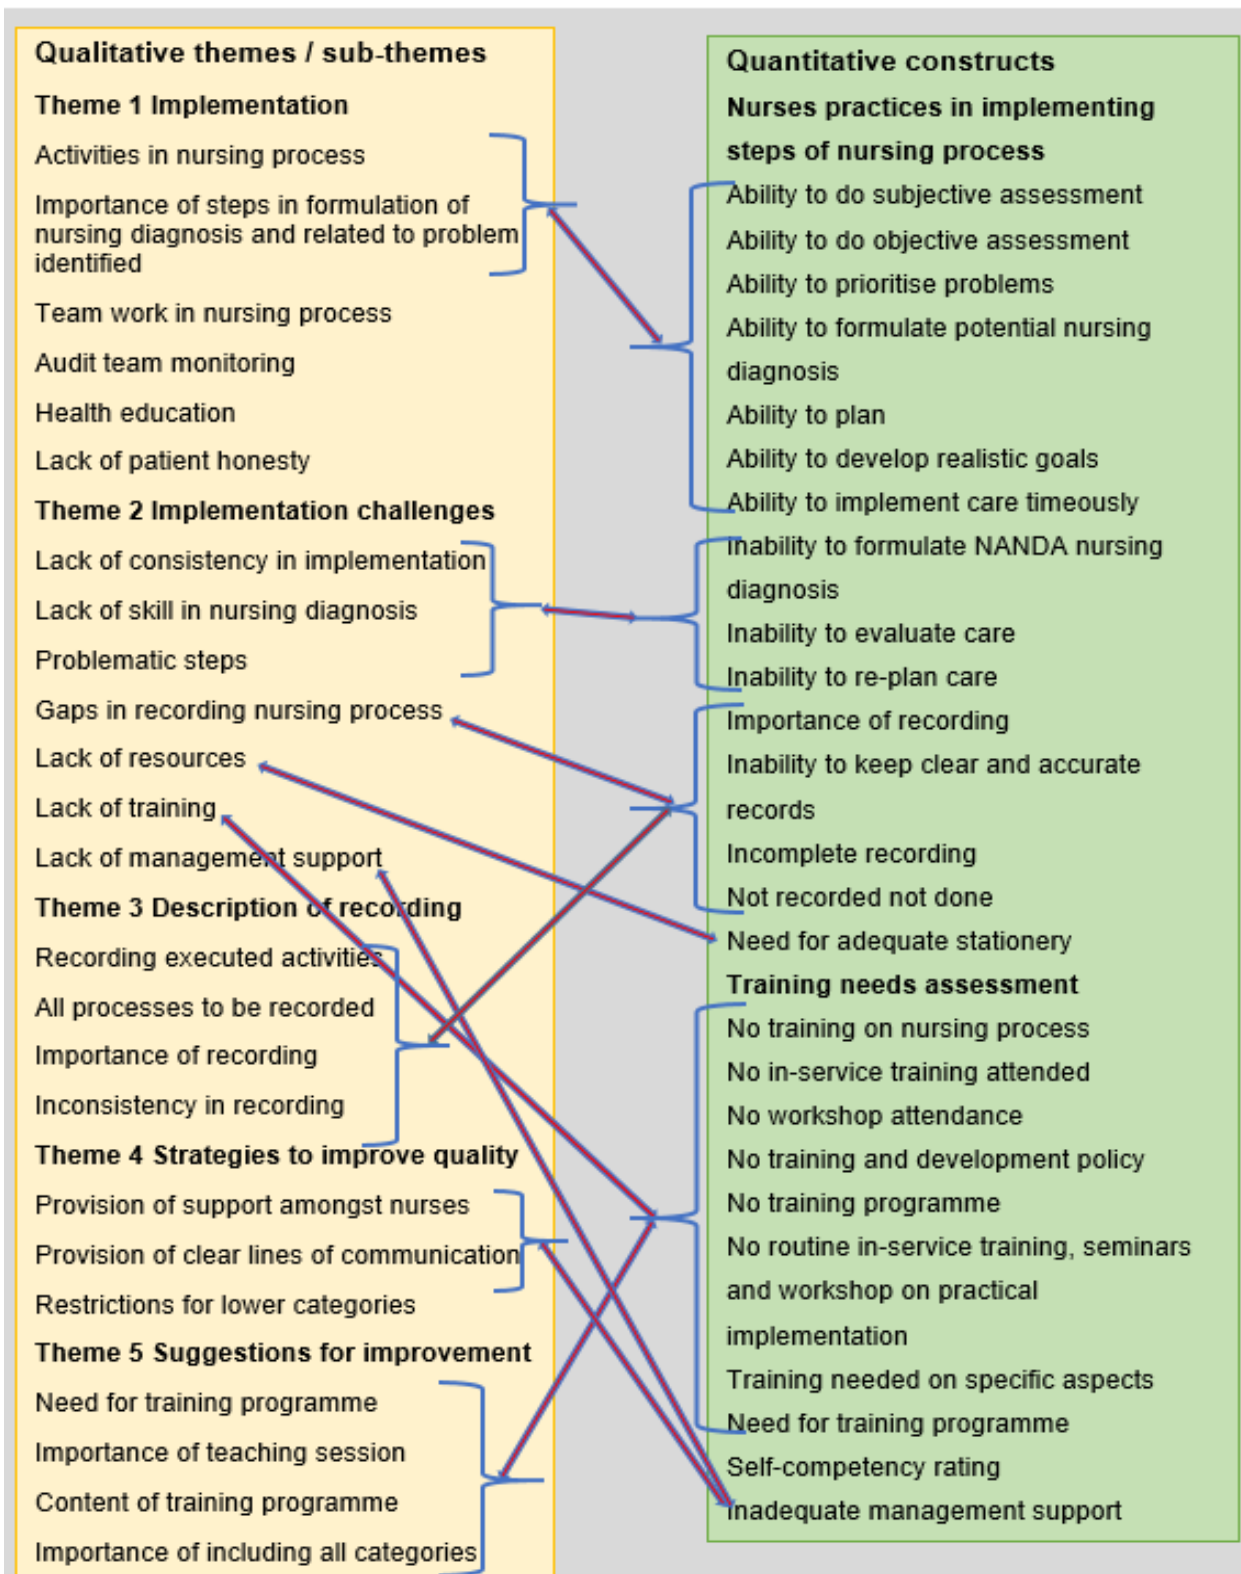 Qualitative themes / sub-themes
Theme 1 Implementation
Activities in nursing process
Importance of steps in formulation of
nursing diagnosis and related to problem
identified
Team work in nursing process
Audit team monitoring
Health education
Lack of patient honesty
Theme 2 Implementation challenges
Lack of consistency in implementation
Lack of skill in nursing diagnosis
Problematic steps
Gaps in recording nursing process
Lack of resources
Lack of training
Lack of management support
Theme 3 Description of recording
Recording executed activities
All processes to be recorded
Importance of recording
Inconsistency in recording
Theme 4 Strategies to improve quality
Provision of support amongst nurses
Provision of clear lines of communication
Restrictions for lower categories
Theme 5 Suggestions for improvement
Need for training programme
Importance of teaching session
Content of training programme
Importance of including all categories
Quantitative constructs
Nurses practices in implementing
steps of nursing process
Ability to do subjective assessment
Ability to do objective assessment
Ability to prioritise problems
Ability to formulate potential nursing
diagnosis
Ability to plan
Ability to develop realistic goals
Ability to implement care timeously
Inability to formulate NANDA nursing
diagnosis
Inability to evaluate care
Inability to re-plan care
Importance of recording
Inability to keep clear and accurate
records
Incomplete recording
Not recorded not done
Need for adequate stationery
Training needs assessment
No training on nursing process
No in-service training attended
No workshop attendance
No training and development policy
No training programme
No routine in-service training, seminars
and workshop on practical
implementation
Training needed on specific aspects
Need for training programme
Self-competency rating
Inadequate management support